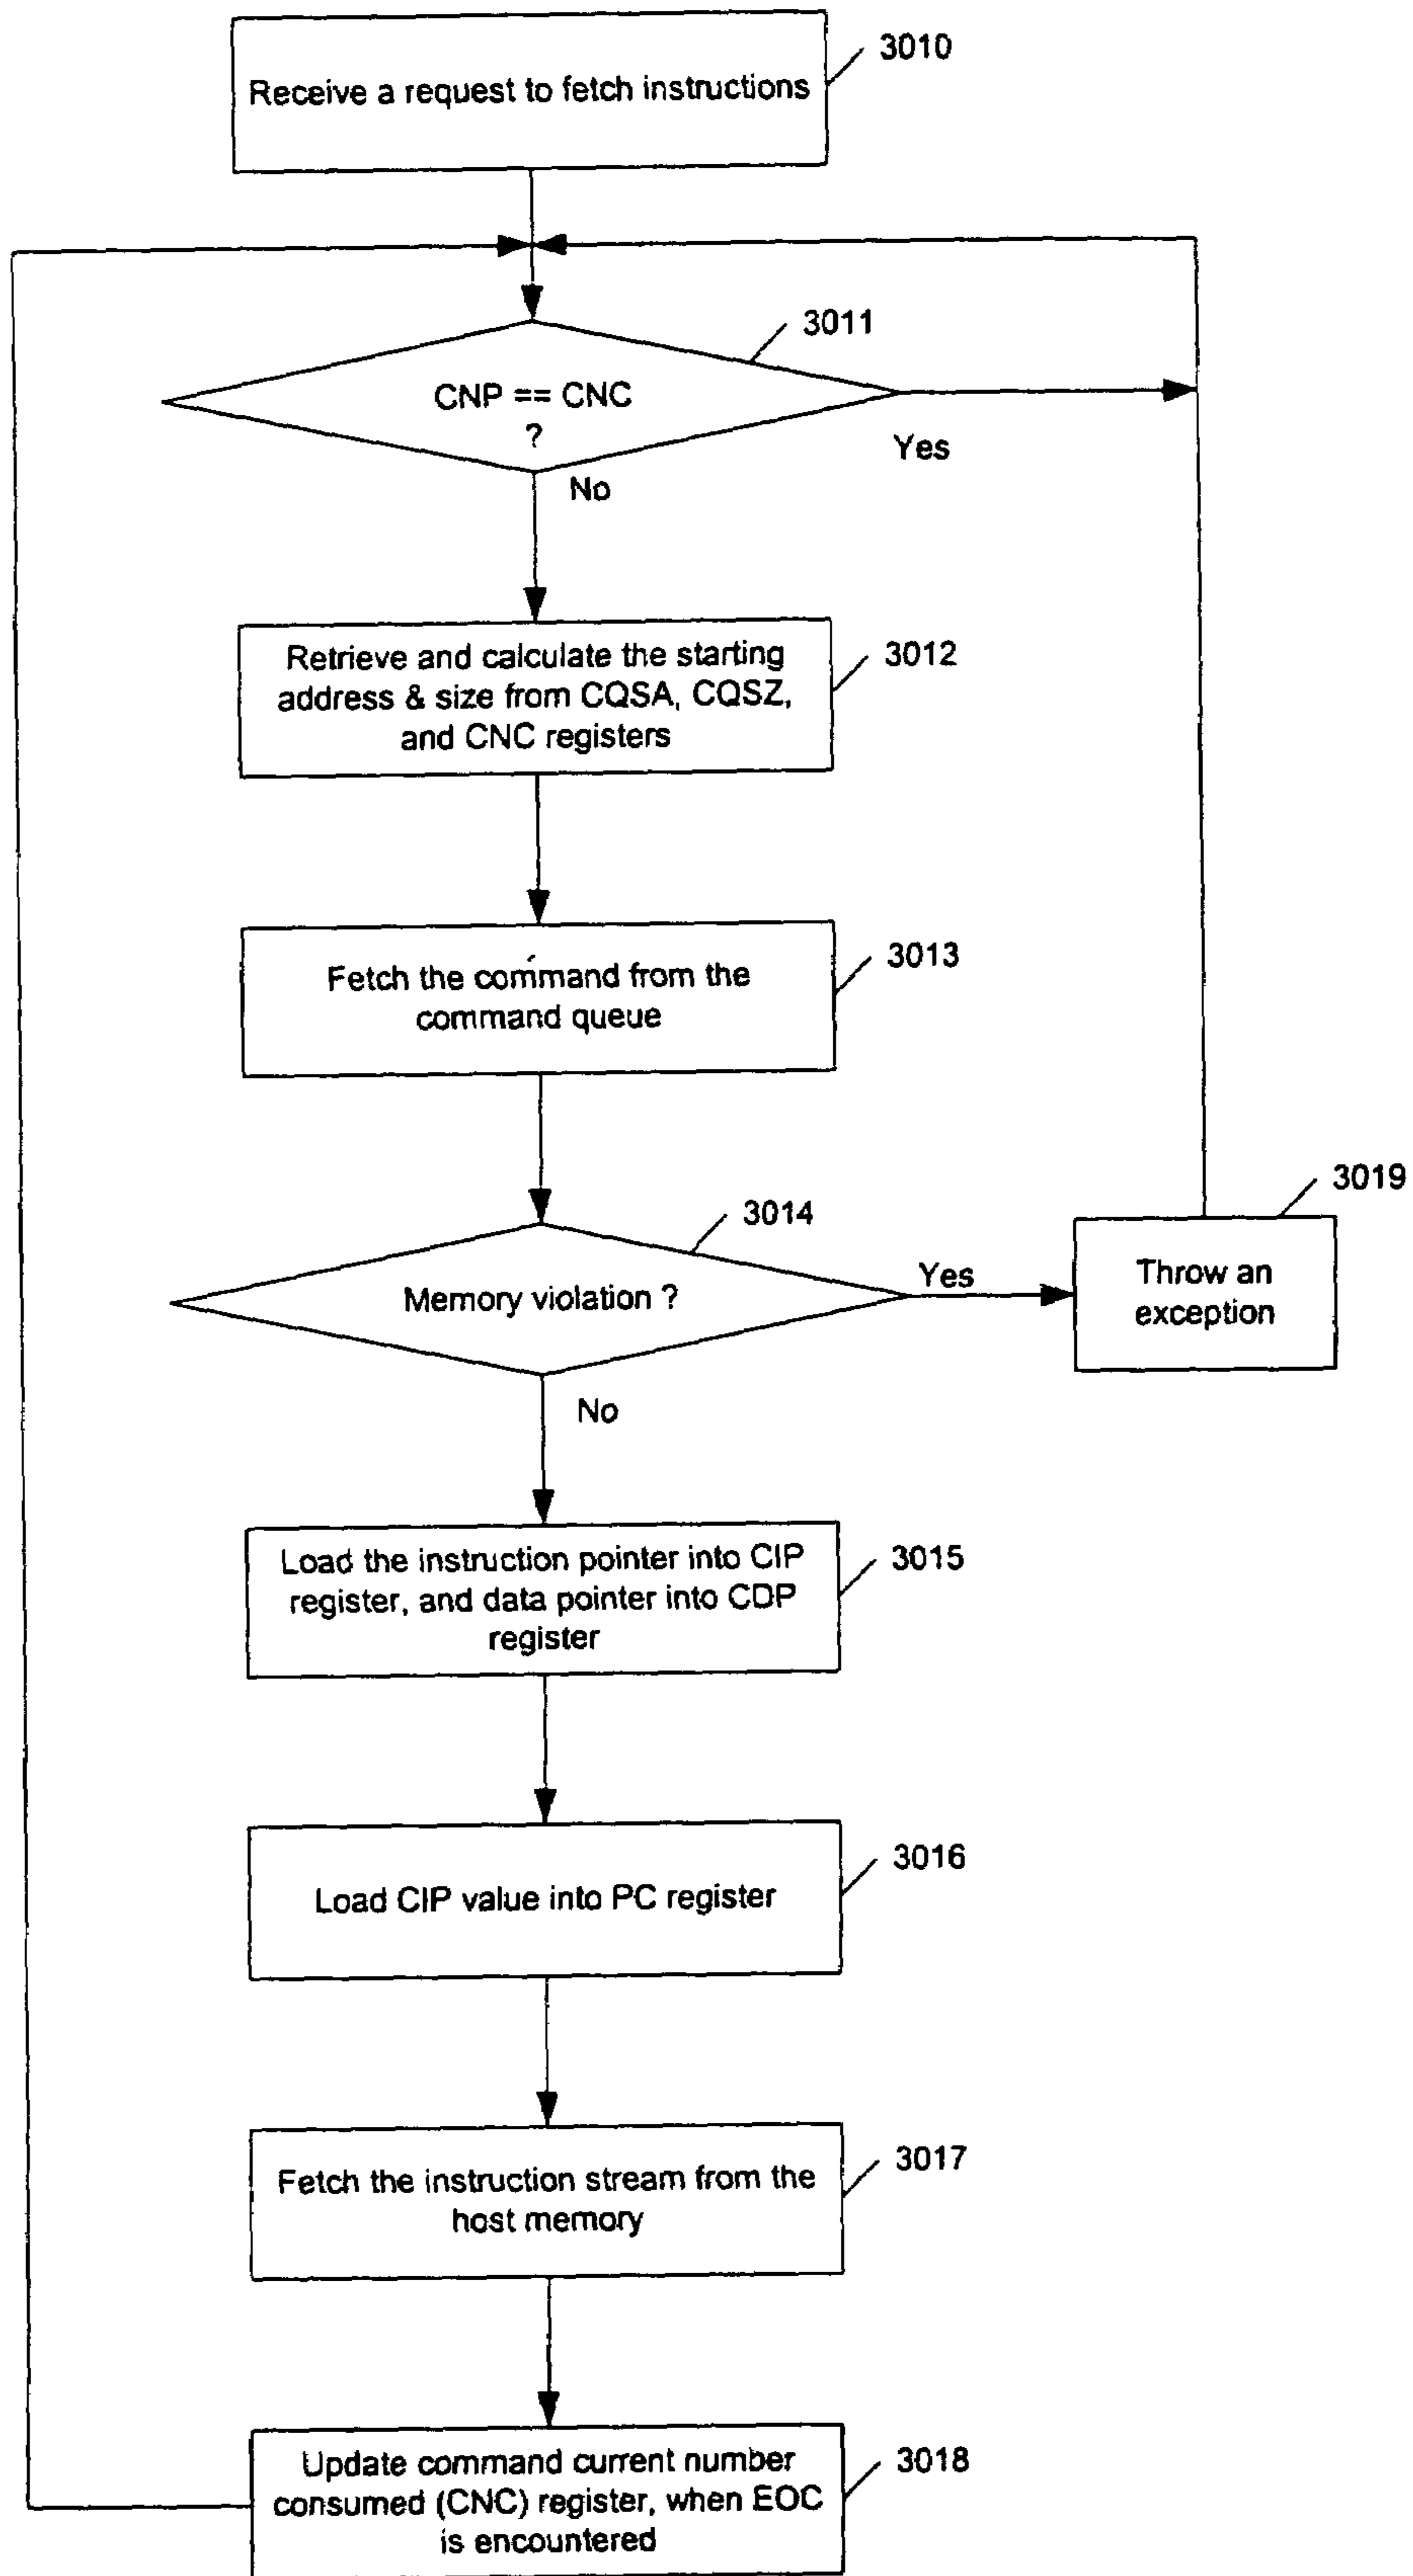 3010
Receive a request to fetch instructions
3011
CNP == CNC
?
Yes
No
Retrieve and calculate the starting
address & size from CQSA, CQSZ,
and CNC registers
3012
Fetch the command from the
command queue
3013
3014
Memory violation ?
Yes
3019
Throw an
exception
No
Load the instruction pointer into CIP
register, and data pointer into CDP
register
3015
Load CIP value into PC register
3016
Fetch the instruction stream from the
host memory
3017
Update command current number
consumed (CNC) register, when EOC
is encountered
3018